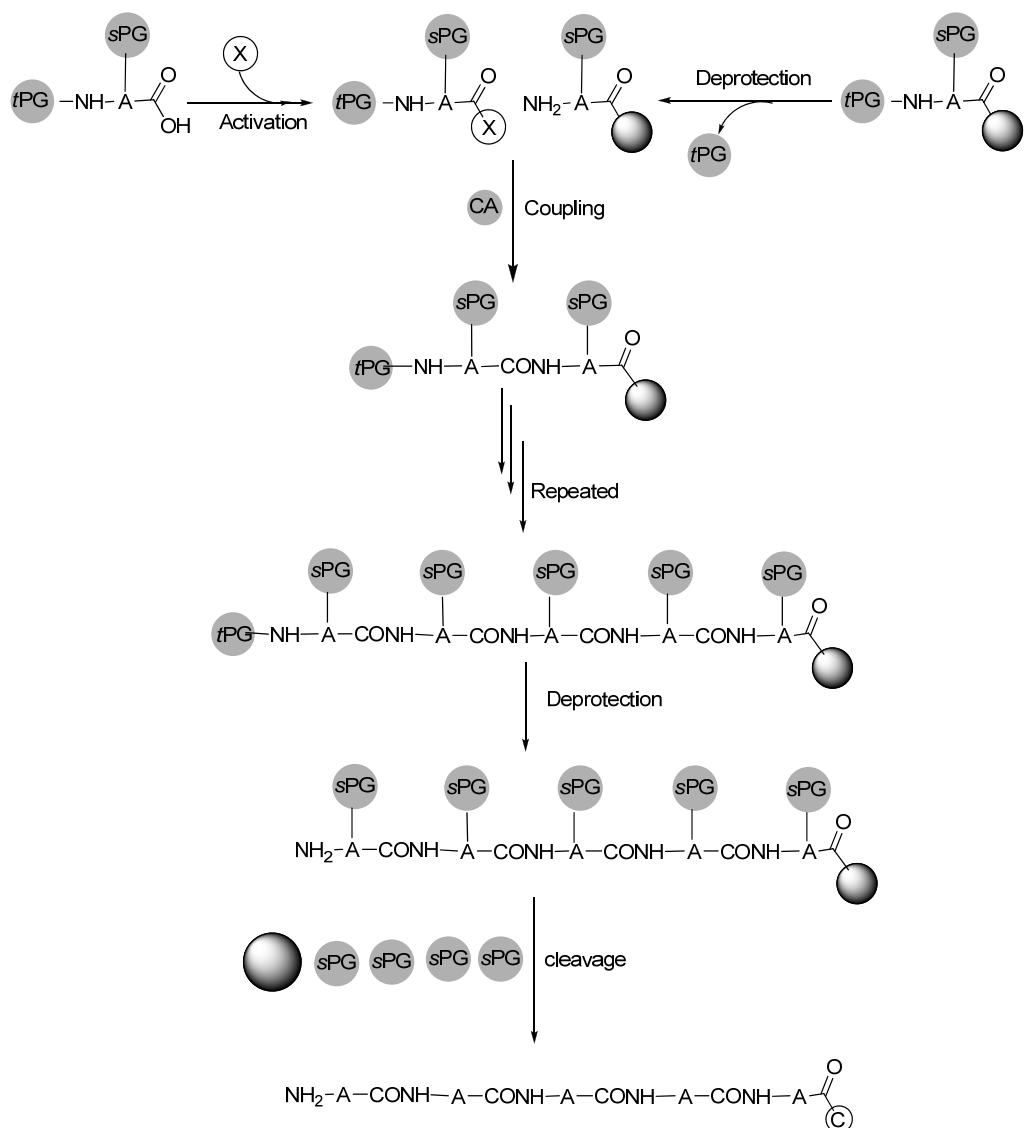 sPG sPG sPG sPG
X
O O O O
tPG NH A OH Activation tPG NH A X NH2 A Deprotection tPG NH A
tPG
CA Coupling
sPG sPG
O
tPG NH A CONH A
Repeated
sPG sPG sPG sPG sPG
O
tPG NH A CONH A CONH A CONH A CONH A
Deprotection
sPG sPG sPG sPG sPG
O
NH2 A CONH A CONH A CONH A CONH A
sPG sPG sPG sPG cleavage
O
NH2 A CONH A CONH A CONH A CONH A
C